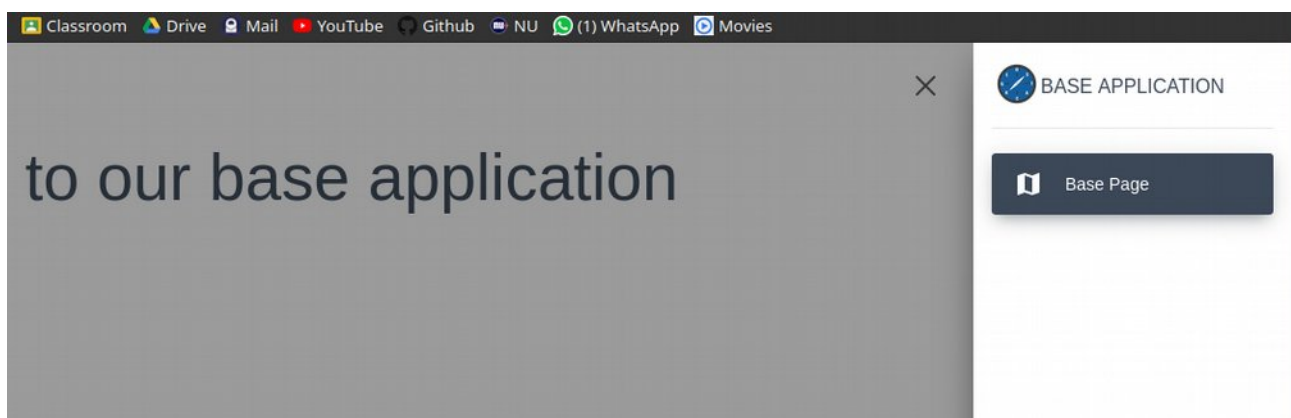 Classroom Drive Mail YouTube Github NU (1) WhatsApp Movies
BASE APPLICATION
to our base application
Base Page